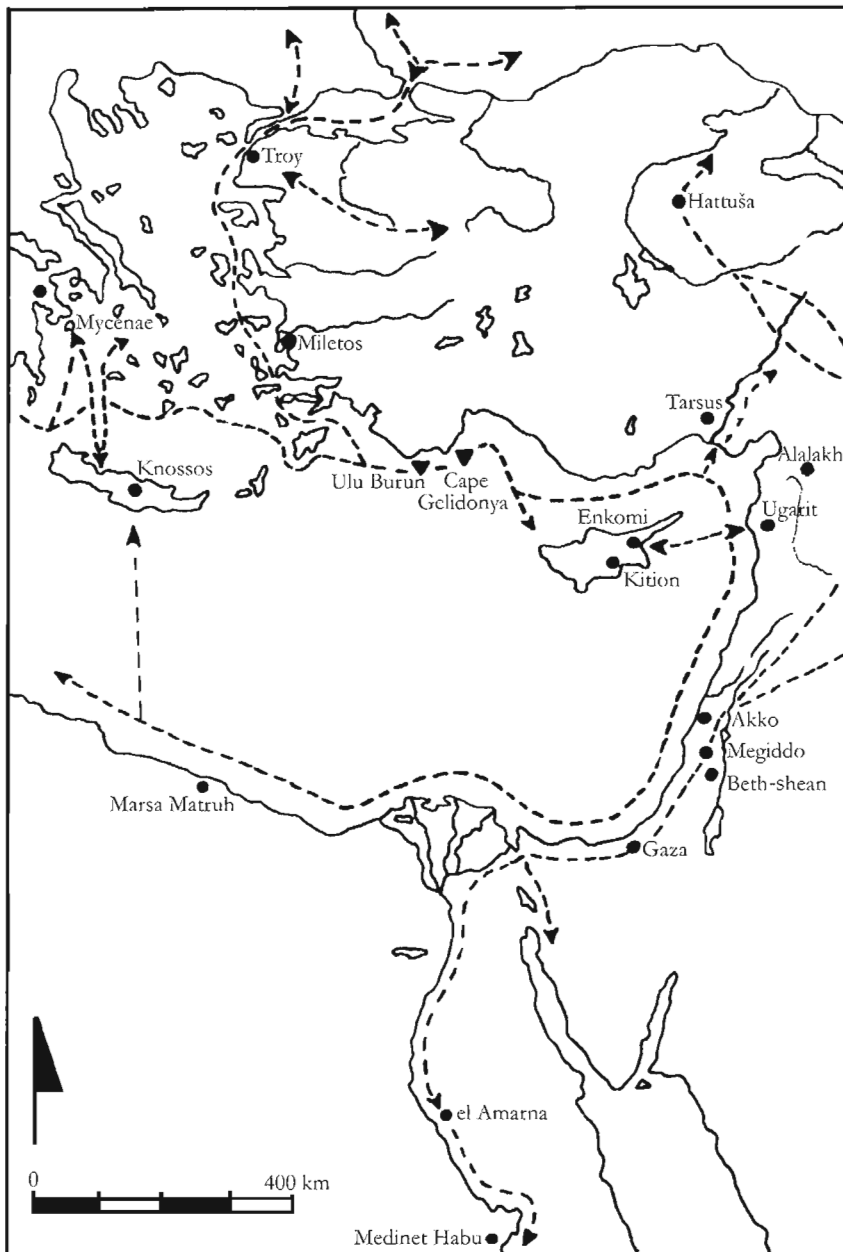 Troy
Hattuša
Mycenae
Miletos
Tarsus
Alalakh
Knossos
Ulu Burun
Cape
Gelidonya
Ugarit
Enkomi
Kition
Akko
Megiddo
Beth-shean
Marsa Matruh
Gaza
el Amarna
0
400 km
Medinet Habu